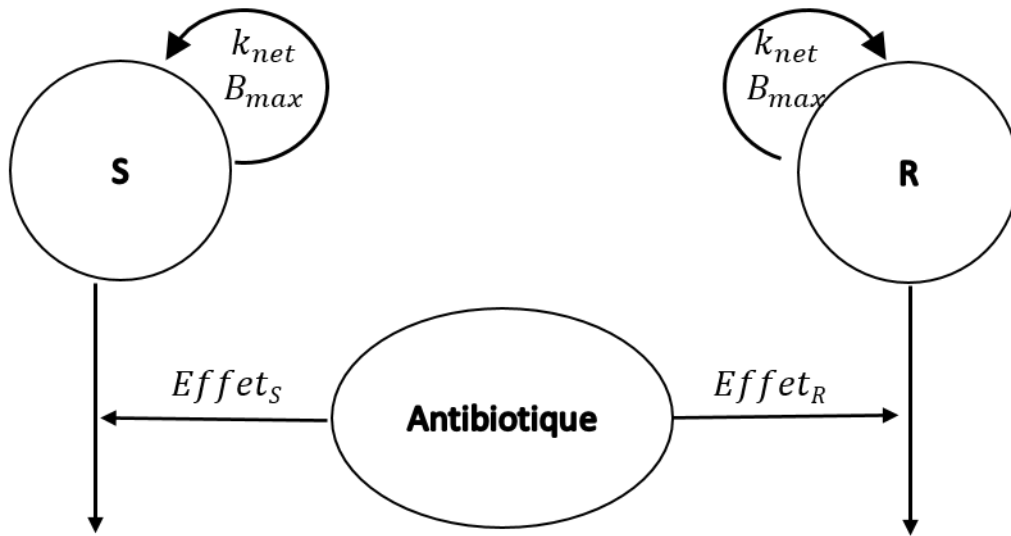 k_net
B_max
k_net
B_max
S
R
Effet_S
Effet_R
Antibiotique